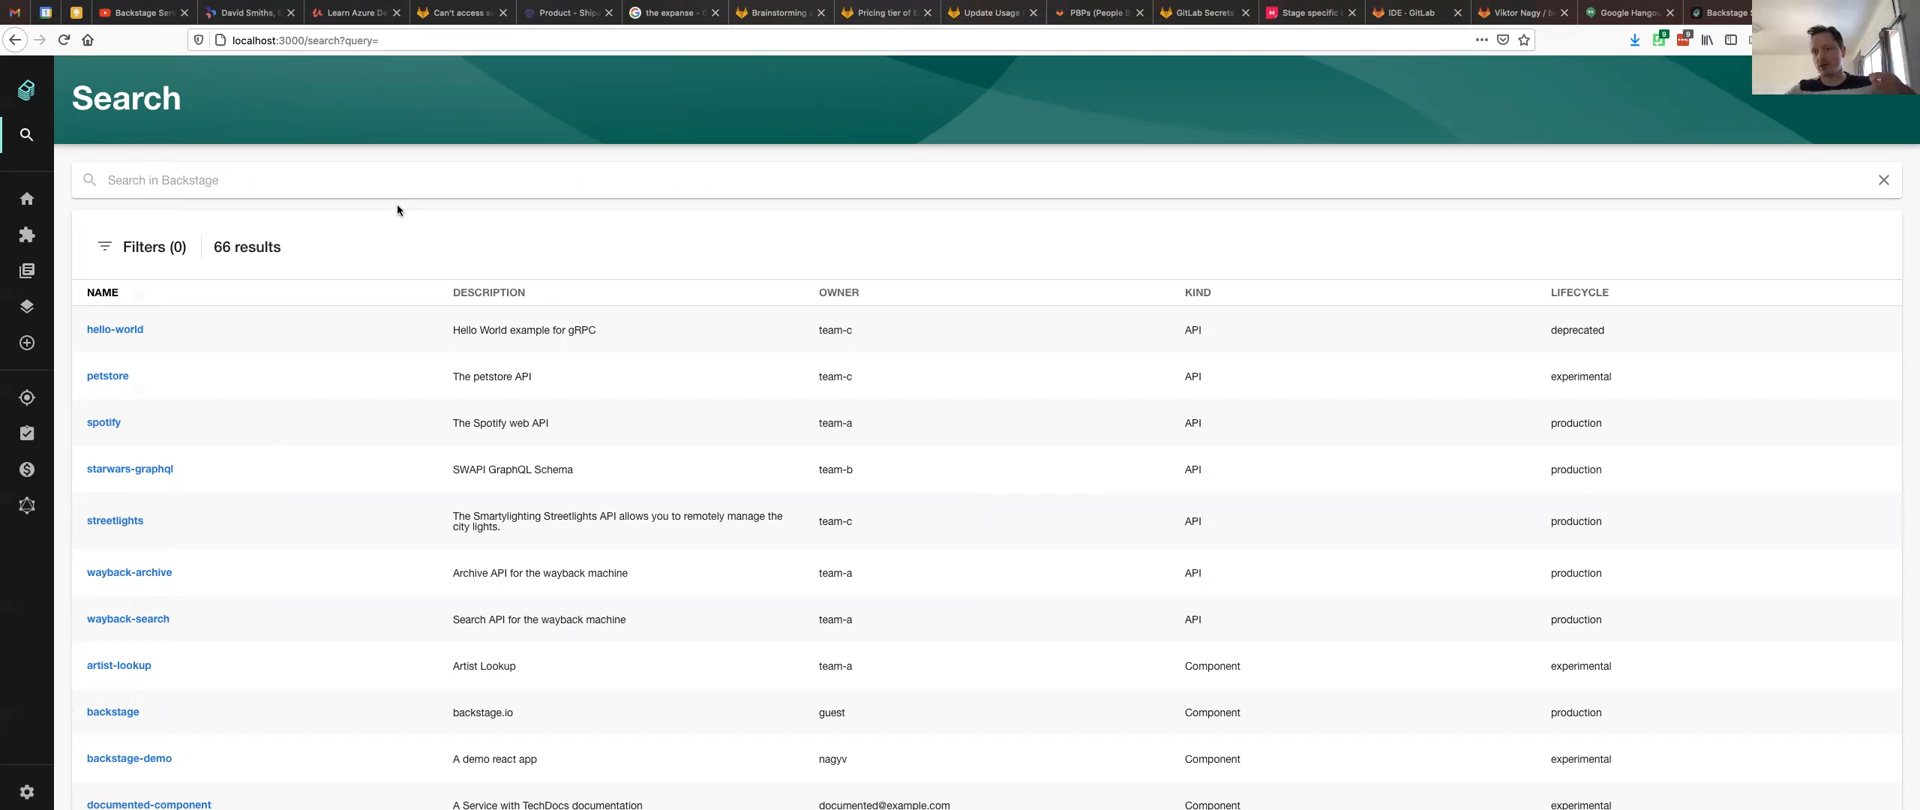 Backstage Ser
David Smiths, C
Learn Azure De
Can't access su
Product - Ship
the expanse - G
Brainstorming
Pricing tier of E
Update Usage
PBPs (People B
GitLab Secrets
Stage specific
IDE · GitLab
Viktor Nagy / b
Google Hangou
Backstage S
localhost:3000/search?query=
9
9
Search
Search in Backstage
Filters (0)
66 results
NAME DESCRIPTION OWNER KIND LIFECYCLE
hello-world Hello World example for gRPC team-c API deprecated
petstore The petstore API team-c API experimental
spotify The Spotify web API team-a API production
starwars-graphql SWAPI GraphQL Schema team-b API production
streetlights The Smartylighting Streetlights API allows you to remotely manage the
city lights. team-c API production
wayback-archive Archive API for the wayback machine team-a API production
wayback-search Search API for the wayback machine team-a API production
artist-lookup Artist Lookup team-a Component experimental
backstage backstage.io guest Component production
backstage-demo A demo react app nagyv Component experimental
documented-component A Service with TechDocs documentation documented@example.com Component experimental